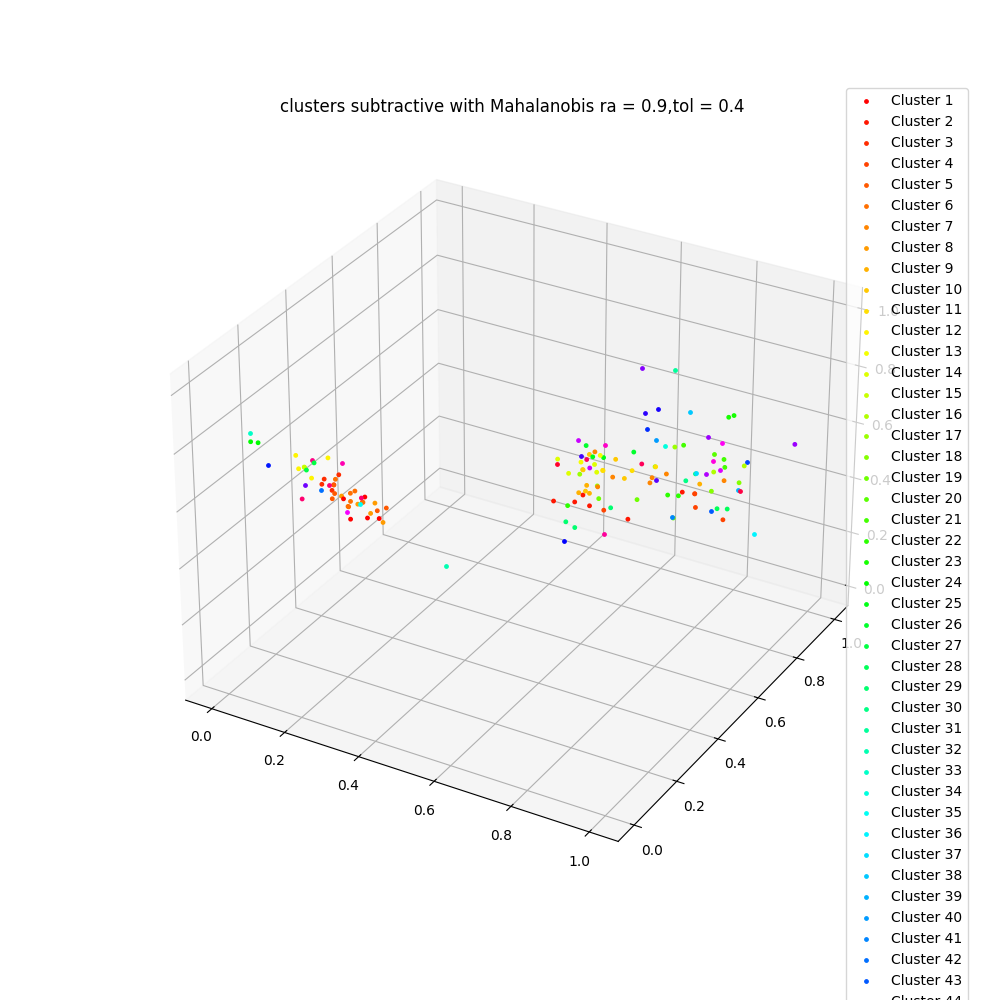 clusters subtractive with Mahalanobis ra = 0.9,tol = 0.4
Cluster 1
Cluster 2
Cluster 3
Cluster 4
Cluster 5
Cluster 6
Cluster 7
Cluster 8
Cluster 9
Cluster 10
Cluster 11
Cluster 12
Cluster 13
Cluster 14
Cluster 15
Cluster 16
Cluster 17
Cluster 18
Cluster 19
Cluster 20
Cluster 21
Cluster 22
Cluster 23
Cluster 24
Cluster 25
Cluster 26
Cluster 27
Cluster 28
Cluster 29
Cluster 30
Cluster 31
Cluster 32
Cluster 33
Cluster 34
Cluster 35
Cluster 36
Cluster 37
Cluster 38
Cluster 39
Cluster 40
Cluster 41
Cluster 42
Cluster 43
Cluster 44
0.8
0.6
0.4
0.2
0.0
1.0
0.8
0.6
0.4
0.2
0.0
0.0
0.2
0.4
0.6
0.8
1.0